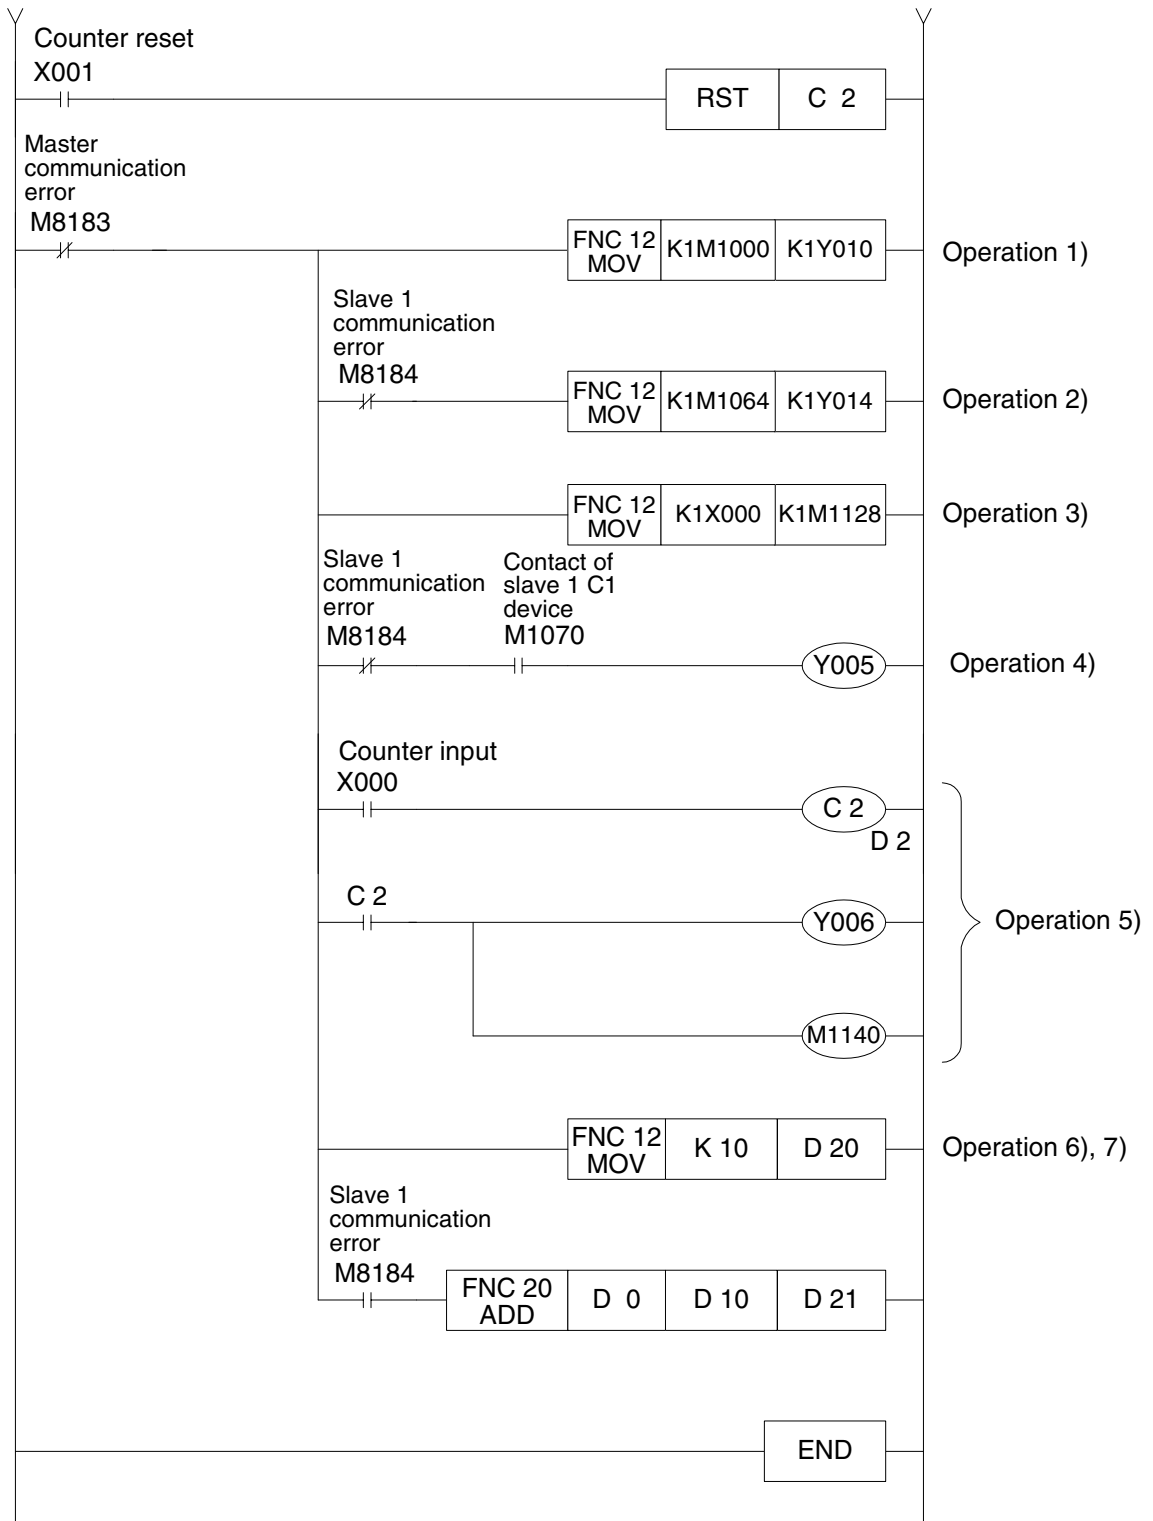 Counter reset
X001
RST C 2
Master
communication
error
M8183
FNC 12
MOV
K1M1000 K1Y010
Operation 1)
Slave 1
communication
error
M8184
FNC 12
MOV
K1M1064 K1Y014
Operation 2)
FNC 12
MOV
K1X000 K1M1128
Operation 3)
Slave 1
communication
error
M8184
Contact of
slave 1 C1
device
M1070
Y005
Operation 4)
Counter input
X000
C 2
D 2
C 2
Y006
Operation 5)
M1140
FNC 12
MOV
K 10 D 20
Operation 6), 7)
Slave 1
communication
error
M8184
FNC 20
ADD
D 0 D 10 D 21
END